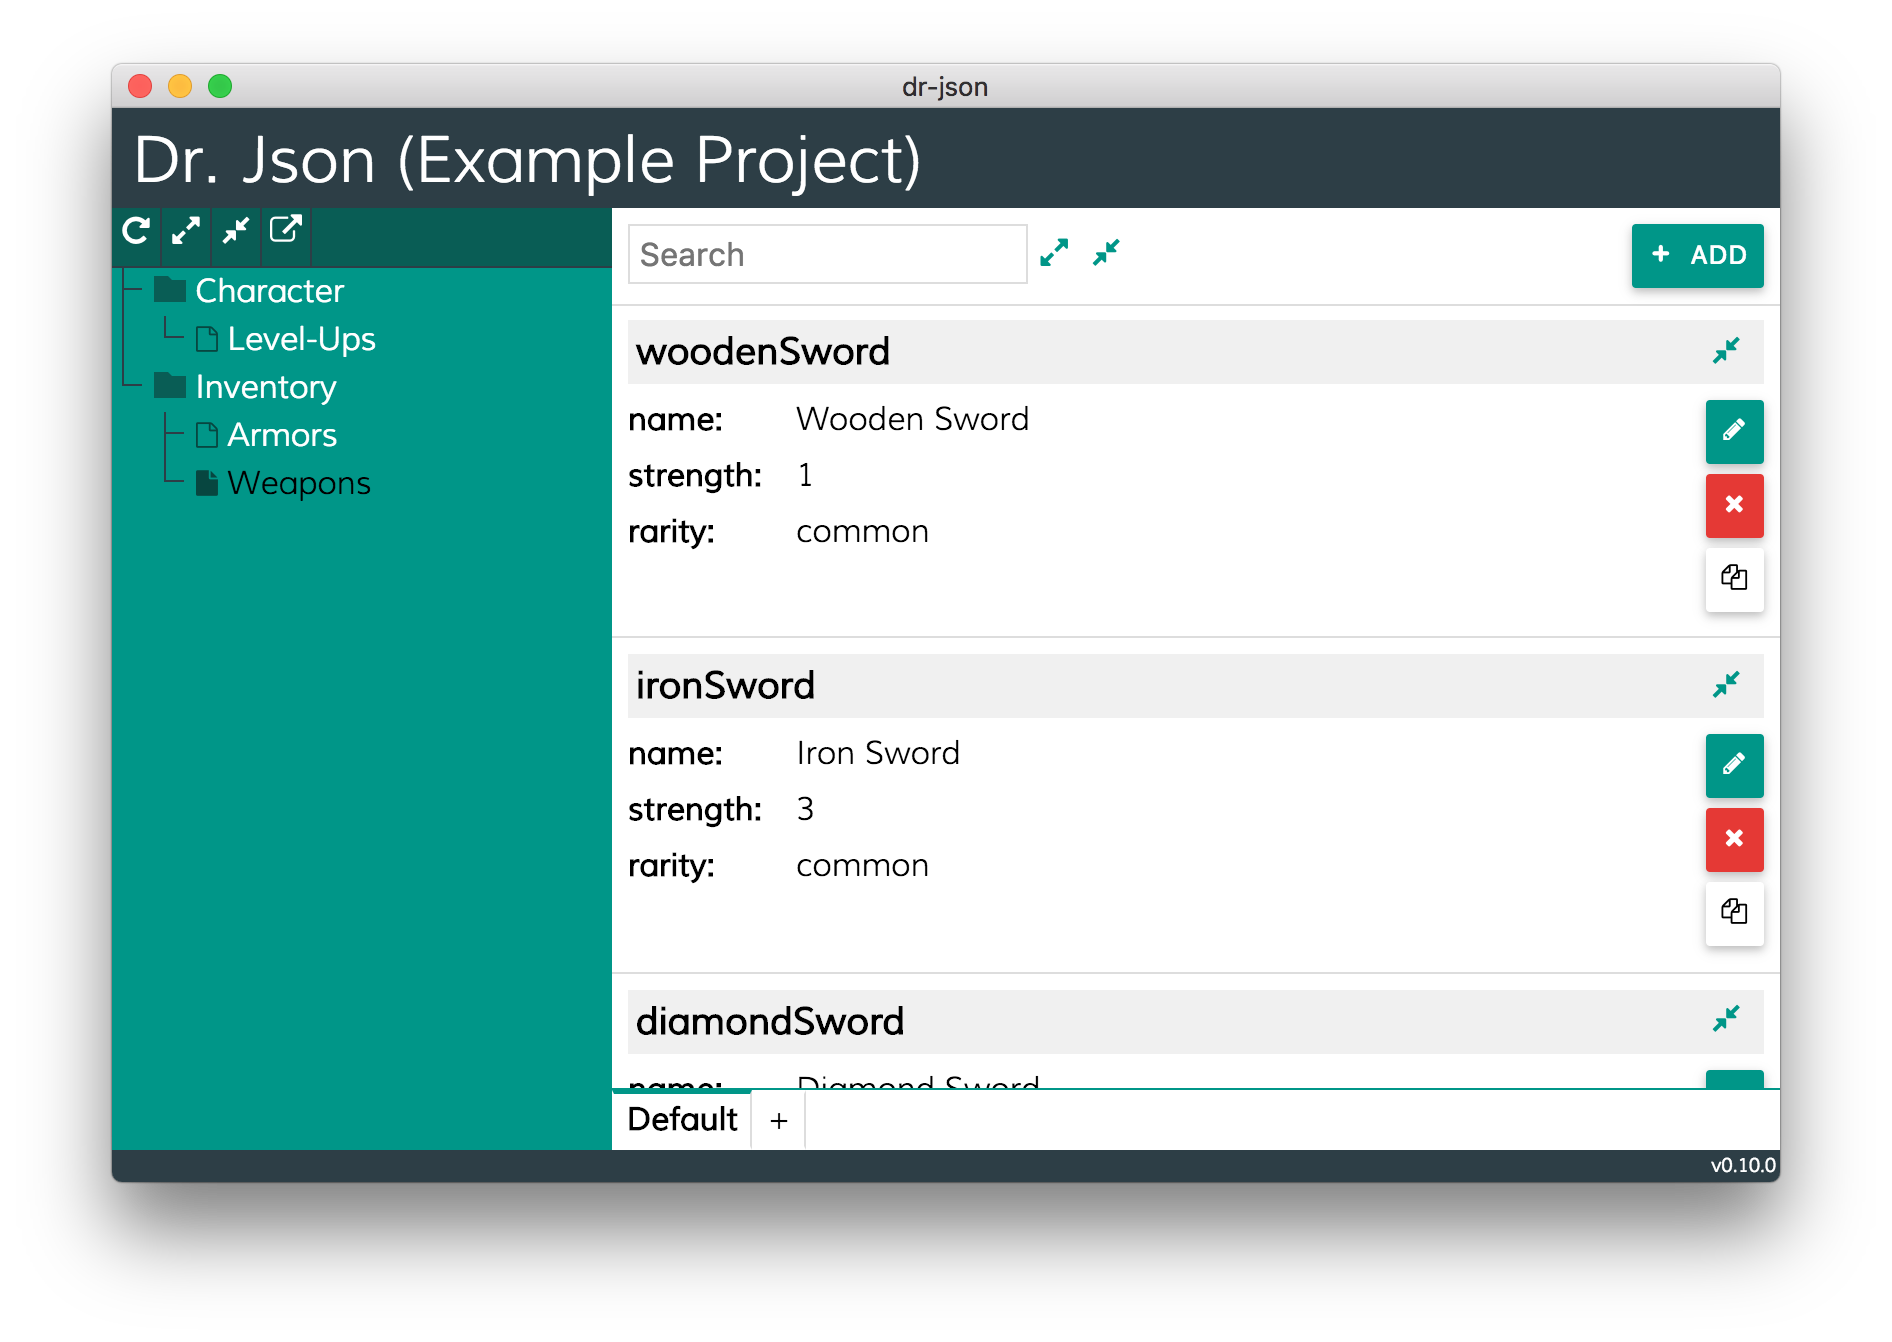 dr-json
Dr. Json (Example Project)
Character
Level-Ups
Inventory
Armors
Weapons
Search
+ ADD
woodenSword
name: Wooden Sword
strength: 1
rarity: common
ironSword
name: Iron Sword
strength: 3
rarity: common
diamondSword
name: Diamond Sword
Default +
v0.10.0